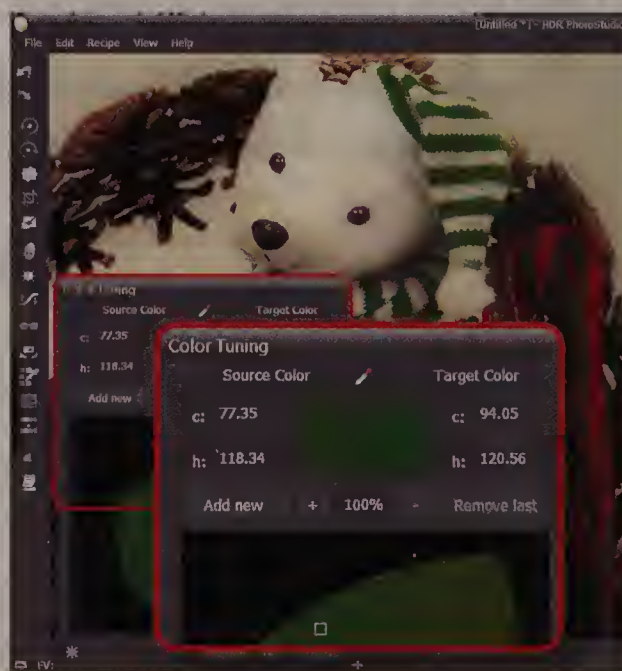 [Untitled *] - HDR PhotoStudio
File Edit Recipe View Help
Source Color Target Color
c: 77.35
h: 118.34
Add new
Color Tuning
Source Color Target Color
c: 77.35 c: 94.05
h: 118.34 h: 120.56
Add new + 100% - Remove last
EV: